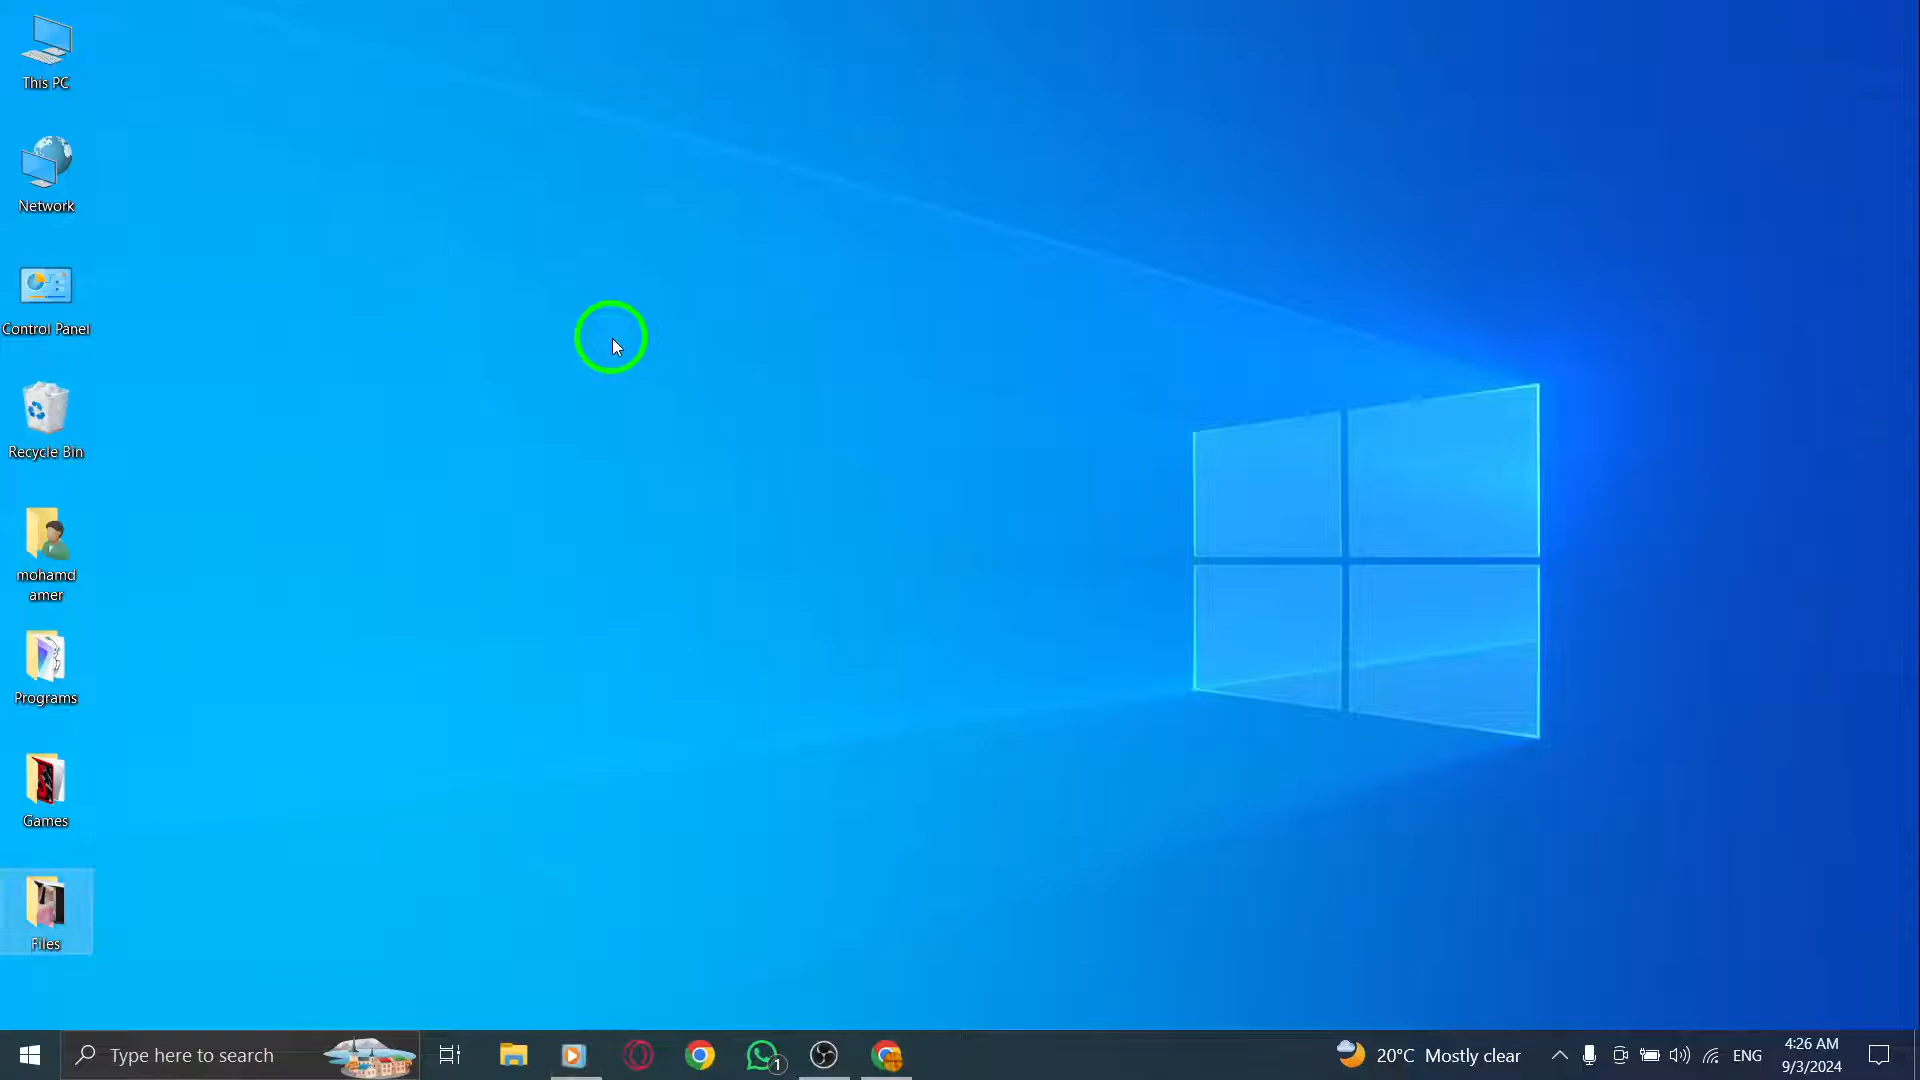 This PC
Network
Control Panel
Recycle Bin
mohamd
amer
Programs
Games
Files
Type here to search
1
20°C Mostly clear
ENG
4:26 AM
9/3/2024